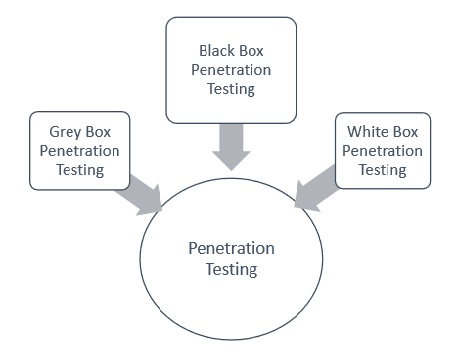 Black Box
Penetration
Testing
Grey Box
Penetration
Testing
White Box
Penetration
Testing
Penetration
Testing